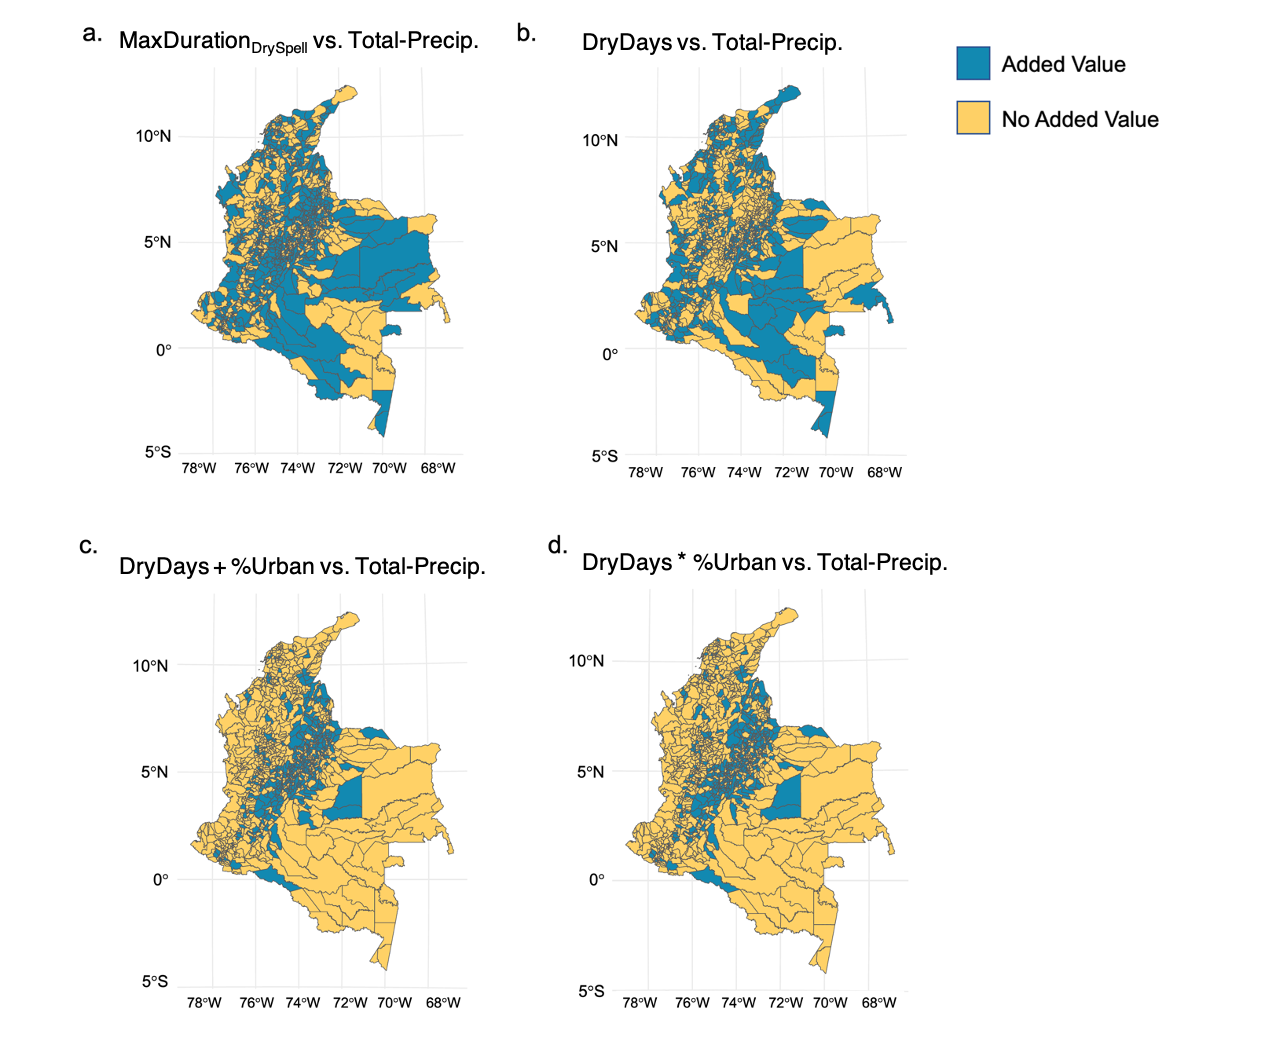 a. MaxDuration DrySpell vs. Total-Precip.
10°N
5°N
0°
5°S
78°W 76°W 74°W 72°W 70°W 68°W
b. DryDays vs. Total-Precip.
10°N
5°N
0°
5°S
78°W 76°W 74°W 72°W 70°W 68°W
Added Value
No Added Value
c. DryDays + %Urban vs. Total-Precip.
10°N
5°N
0°
5°S
78°W 76°W 74°W 72°W 70°W 68°W
d. DryDays * %Urban vs. Total-Precip.
10°N
5°N
0°
5°S
78°W 76°W 74°W 72°W 70°W 68°W